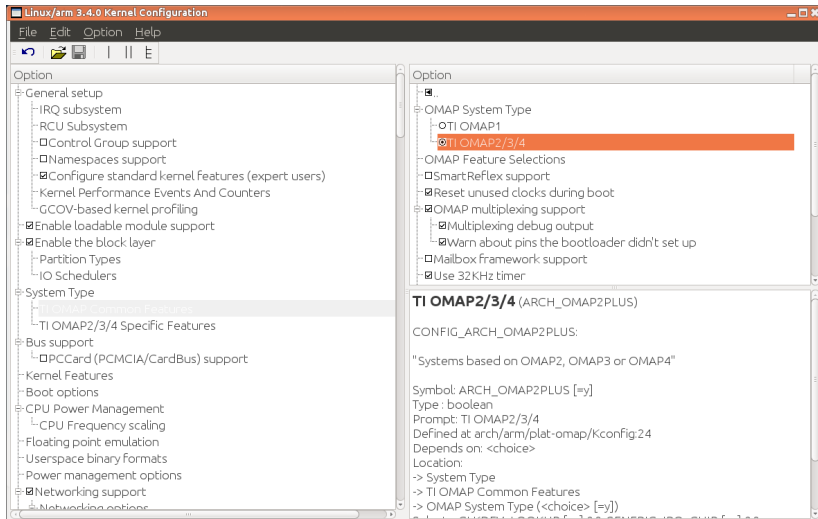 Linux/arm 3.4.0 Kernel Configuration
File Edit Option Help
Option
General setup
IRQ subsystem
RCU Subsystem
Control Group support
Namespaces support
Configure standard kernel features (expert users)
Kernel Performance Events And Counters
GCOV-based kernel profiling
Enable loadable module support
Enable the block layer
Partition Types
IO Schedulers
System Type
TI OMAP Common Features
TI OMAP2/3/4 Specific Features
Bus support
PCCard (PCMCIA/CardBus) support
Kernel Features
Boot options
CPU Power Management
CPU Frequency scaling
Floating point emulation
Userspace binary formats
Power management options
Networking support
Networking options
Option
..
OMAP System Type
TI OMAP1
TI OMAP2/3/4
OMAP Feature Selections
SmartReflex support
Reset unused clocks during boot
OMAP multiplexing support
Multiplexing debug output
Warn about pins the bootloader didn't set up
Mailbox framework support
Use 32KHz timer
TI OMAP2/3/4 (ARCH_OMAP2PLUS)
CONFIG_ARCH_OMAP2PLUS:
"Systems based on OMAP2, OMAP3 or OMAP4"
Symbol: ARCH_OMAP2PLUS [=y]
Type : boolean
Prompt: TI OMAP2/3/4
Defined at arch/arm/plat-omap/Kconfig:24
Depends on: <choice>
Location:
-> System Type
-> TI OMAP Common Features
-> OMAP System Type (<choice> [=y])